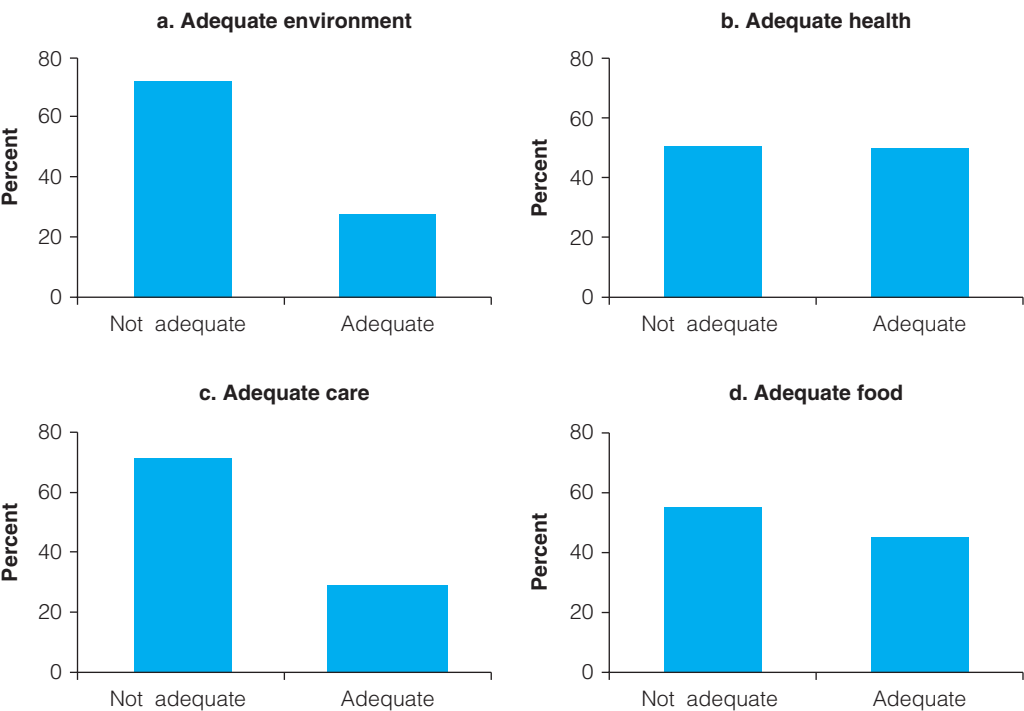 a. Adequate environment
Percent
80
60
40
20
0
Not adequate Adequate
b. Adequate health
Percent
80
60
40
20
0
Not adequate Adequate
c. Adequate care
Percent
80
60
40
20
0
Not adequate Adequate
d. Adequate food
Percent
80
60
40
20
0
Not adequate Adequate